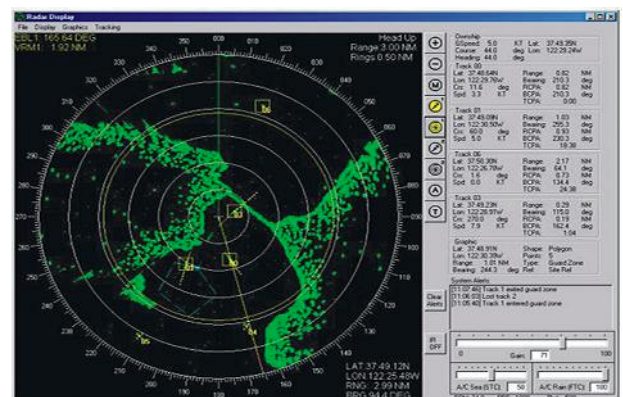 Radar Display
File Display Graphics Tracking
EBL1: 165.64 DEG
VRM1: 1.92 NM
Head Up
Range 3.00 NM
Rings 0.50 NM
LAT:37:49.12N
LON 122:25.48W
RNG: 2.99 NM
BRG 94.4 DEG
Ownship
GSpeed: 5.0 KT Lat: 37:49.35N
Course: 44.0 deg Lon: 122:29.24W
Heading: 44.0 deg
Track 00
Lat: 37:48.64N Range: 0.82 NM
Lon: 122:29.76W Bearing: 210.3 deg
Crs: 11.6 deg RCPA: 0.82 NM
Spd: 3.3 KT BCPA: 210.3 deg
TCPA: 0:00
Track 01
Lat: 37:49.09N Range: 1.03 NM
Lon: 122:30.50W Bearing: 255.3 deg
Crs: 60.0 deg RCPA: 0.93 NM
Spd: 5.0 KT BCPA: 230.3 deg
TCPA: 18:38
Track 06
Lat: 37:50.30N Range: 2.17 NM
Lon: 122:26.78W Bearing: 64.1 deg
Crs: 1.6 deg RCPA: 0.73 NM
Spd: 0.0 KT BCPA: 134.4 deg
TCPA: 24:38
Track 03
Lat: 37:49.23N Range: 0.29 NM
Lon: 122:28.97W Bearing: 115.0 deg
Crs: 270.0 deg RCPA: 0.19 NM
Spd: 7.9 KT BCPA: 162.4 deg
TCPA: 1:04
Graphic
Lat: 37:48.91N Shape: Polygon
Lon: 122:30.39W Points: 5
Range: 1.01 NM Type: Guard Zone
Bearing: 244.3 deg Ref: Site Ref
System Alerts
[11:07:46] Track 1 exited guard zone
[11:06:03] Lost track 2
[11:05:40] Track 1 entered guard zone
Clear
Alerts
IR
OFF
0 Gain: 71 100
A/C Sea (STC): 50 A/C Rain (FTC): 100